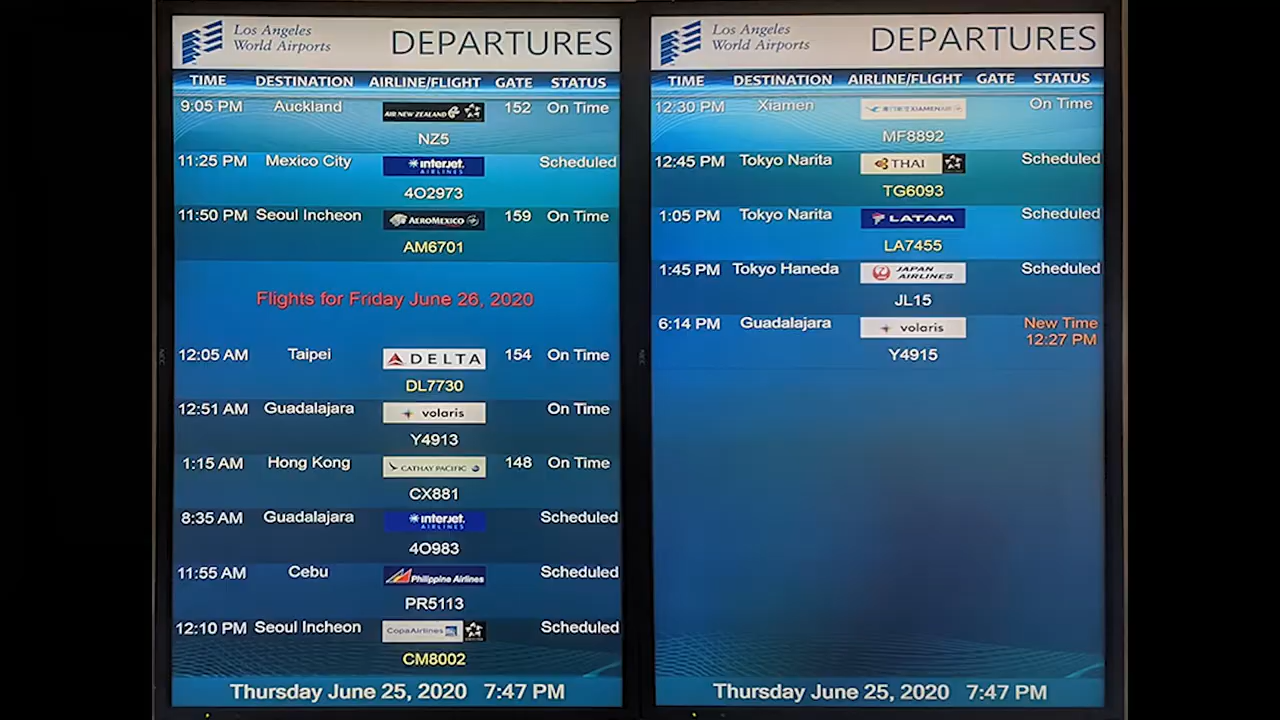 Los Angeles
World Airports
DEPARTURES
TIME DESTINATION AIRLINE/FLIGHT GATE STATUS
9:05 PM Auckland AIR NEW ZEALAND 152 On Time
NZ5
11:25 PM Mexico City interjet AIRLINES Scheduled
4O2973
11:50 PM Seoul Incheon AEROMEXICO 159 On Time
AM6701
Flights for Friday June 26, 2020
12:05 AM Taipei DELTA 154 On Time
DL7730
12:51 AM Guadalajara volaris On Time
Y4913
1:15 AM Hong Kong CATHAY PACIFIC 148 On Time
CX881
8:35 AM Guadalajara interjet AIRLINES Scheduled
4O983
11:55 AM Cebu Philippine Airlines Scheduled
PR5113
12:10 PM Seoul Incheon CopaAirlines Scheduled
CM8002
Thursday June 25, 2020 7:47 PM
Los Angeles
World Airports
DEPARTURES
TIME DESTINATION AIRLINE/FLIGHT GATE STATUS
12:30 PM Xiamen XIAMENAIR On Time
MF8892
12:45 PM Tokyo Narita THAI Scheduled
TG6093
1:05 PM Tokyo Narita LATAM Scheduled
LA7455
1:45 PM Tokyo Haneda JAPAN AIRLINES Scheduled
JL15
6:14 PM Guadalajara volaris New Time
12:27 PM
Y4915
Thursday June 25, 2020 7:47 PM